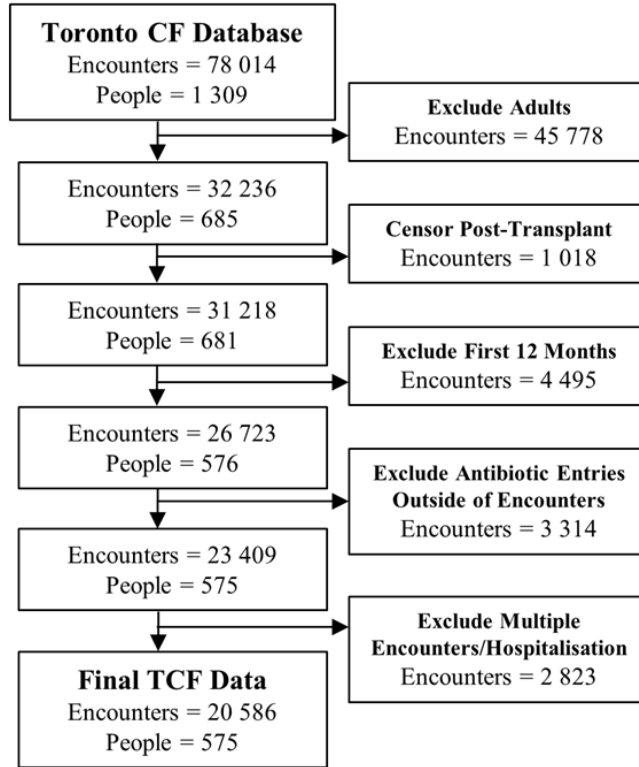 Toronto CF Database
Encounters = 78 014
People = 1 309
Exclude Adults
Encounters = 45 778
Encounters = 32 236
People = 685
Censor Post-Transplant
Encounters = 1 018
Encounters = 31 218
People = 681
Exclude First 12 Months
Encounters = 4 495
Encounters = 26 723
People = 576
Exclude Antibiotic Entries
Outside of Encounters
Encounters = 3 314
Encounters = 23 409
People = 575
Exclude Multiple
Encounters/Hospitalisation
Encounters = 2 823
Final TCF Data
Encounters = 20 586
People = 575